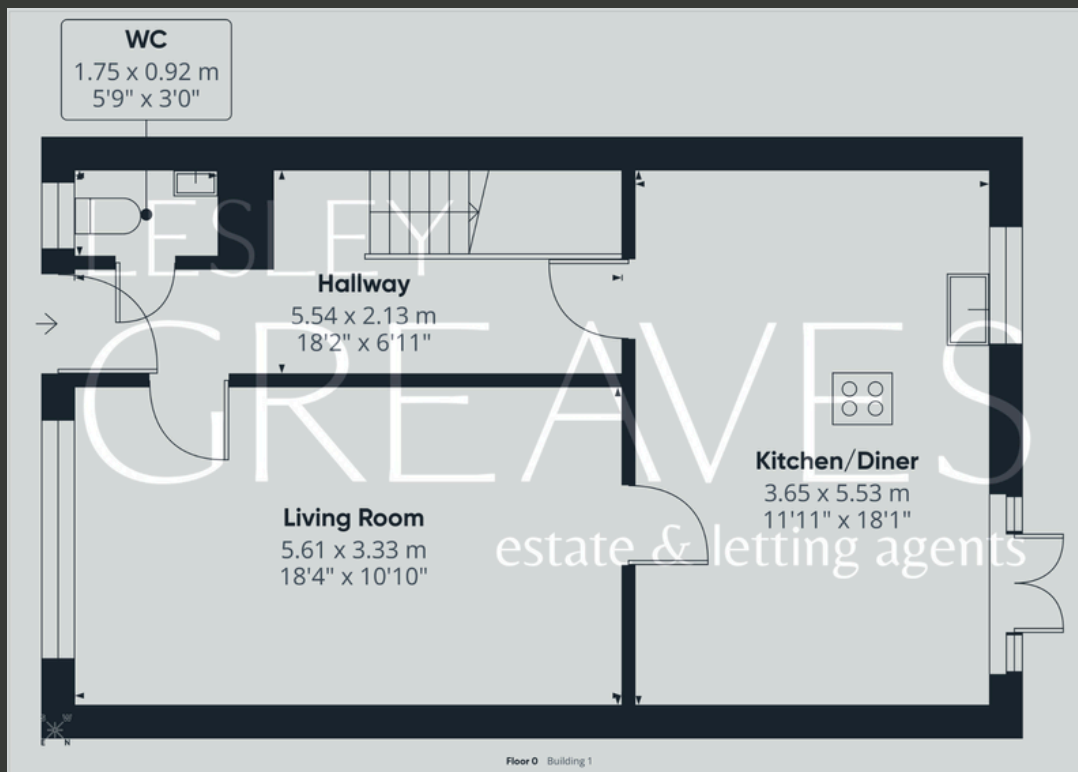 WC
1.75 x 0.92 m
5'9" x 3'0"
LESLEY
Hallway
5.54 x 2.13 m
18'2" x 6'11"
GREAVES
Kitchen/Diner
3.65 x 5.53 m
11'11" x 18'1"
Living Room
5.61 x 3.33 m
18'4" x 10'10"
estate & letting agents
S W
E N
Floor 0 Building 1